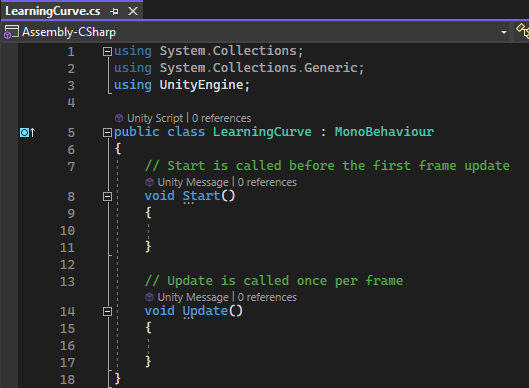 LearningCurve.cs
Assembly-CSharp
1 using System.Collections;
2 using System.Collections.Generic;
3 using UnityEngine;
4
Unity Script | 0 references
5 public class LearningCurve : MonoBehaviour
6 {
7 // Start is called before the first frame update
Unity Message | 0 references
8 void Start()
9 {
10
11 }
12
13 // Update is called once per frame
Unity Message | 0 references
14 void Update()
15 {
16
17 }
18 }